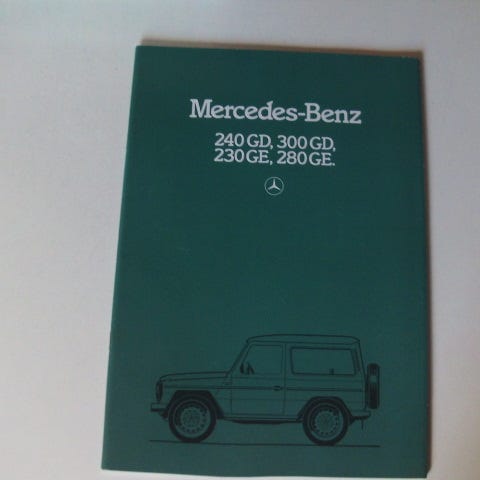 Mercedes-Benz
240 GD, 300 GD,
230 GE, 280 GE.